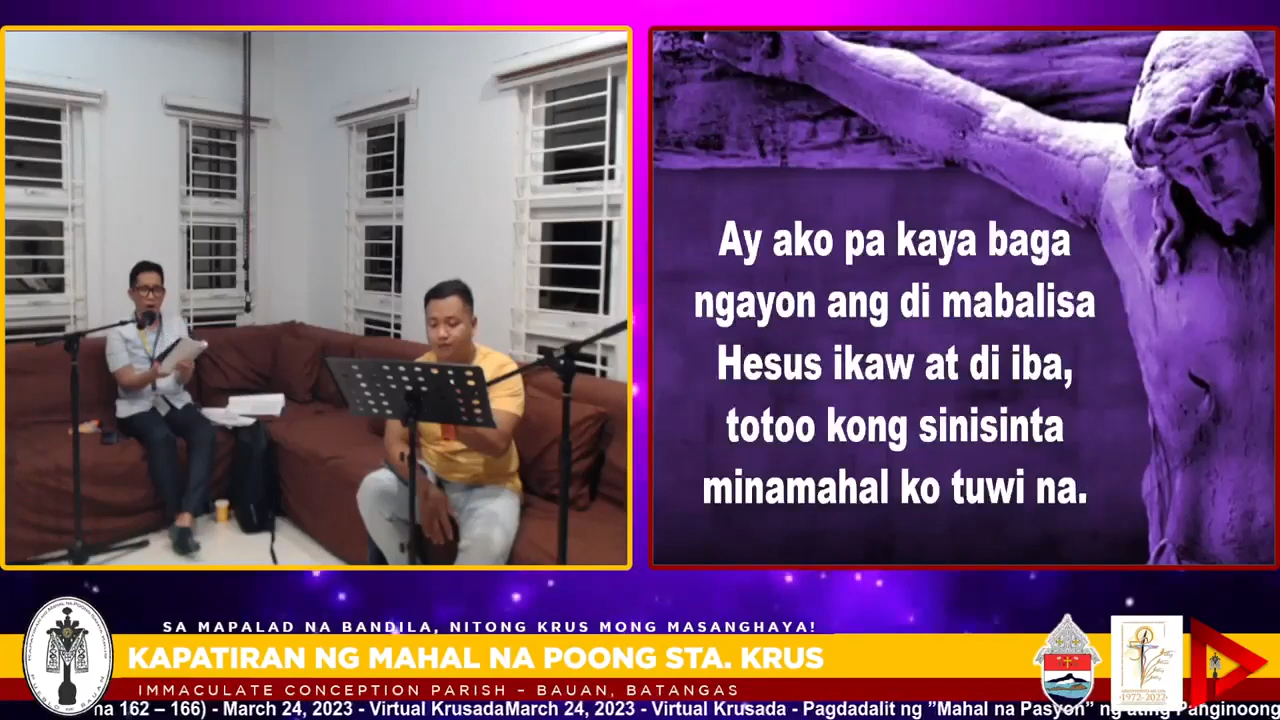 Ay ako pa kaya baga
ngayon ang di mabalisa
Hesus ikaw at di iba,
totoo kong sinisinta
minamahal ko tuwi na.
SA MAPALAD NA BANDILA, NITONG KRUS MONG MASANGHAYA!
KAPATIRAN NG MAHAL NA POONG STA. KRUS
IMMACULATE CONCEPTION PARISH - BAUAN, BATANGAS
1972-2022
na 162 – 166) - March 24, 2023 - Virtual KrusadaMarch 24, 2023 - Virtual Krusada - Pagdadalit ng ”Mahal na Pasyon” ng ating Panginoong